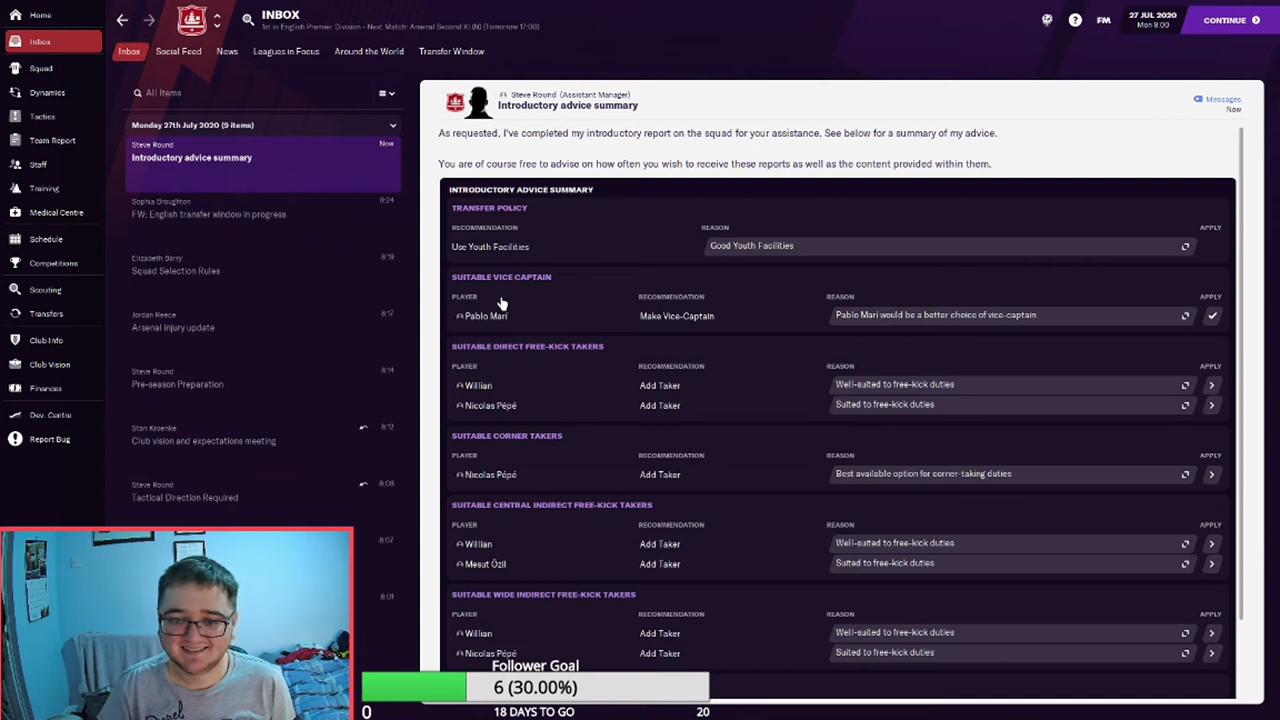 Home
Inbox
Squad
Dynamics
Tactics
Team Report
Staff
Training
Medical Centre
Schedule
Competitions
Scouting
Transfers
Club Info
Club Vision
Finances
Dev. Centre
Report Bug
INBOX
1st in English Premier Division - Next Match: Arsenal Second XI (N) (Tomorrow 17:00)
FM
27 JUL 2020
Mon 9:00
CONTINUE
Inbox Social Feed News Leagues in Focus Around the World Transfer Window
All Items
Monday 27th July 2020 (9 items)
Steve Round Now
Introductory advice summary
Sophia Broughton 8:24
FW: English transfer window in progress
Elizabeth Barry 8:19
Squad Selection Rules
Jordan Reece 8:17
Arsenal injury update
Steve Round 8:14
Pre-season Preparation
Stan Kroenke 8:12
Club vision and expectations meeting
Steve Round 8:08
Tactical Direction Required
8:07
8:01
Steve Round (Assistant Manager)
Introductory advice summary
Messages
Now
As requested, I've completed my introductory report on the squad for your assistance. See below for a summary of my advice.
You are of course free to advise on how often you wish to receive these reports as well as the content provided within them.
INTRODUCTORY ADVICE SUMMARY
TRANSFER POLICY
RECOMMENDATION REASON APPLY
Use Youth Facilities Good Youth Facilities
SUITABLE VICE CAPTAIN
PLAYER RECOMMENDATION REASON APPLY
Pablo Marí Make Vice-Captain Pablo Marí would be a better choice of vice-captain
SUITABLE DIRECT FREE-KICK TAKERS
PLAYER RECOMMENDATION REASON APPLY
Willian Add Taker Well-suited to free-kick duties
Nicolas Pépé Add Taker Suited to free-kick duties
SUITABLE CORNER TAKERS
PLAYER RECOMMENDATION REASON APPLY
Nicolas Pépé Add Taker Best available option for corner-taking duties
SUITABLE CENTRAL INDIRECT FREE-KICK TAKERS
PLAYER RECOMMENDATION REASON APPLY
Willian Add Taker Well-suited to free-kick duties
Mesut Özil Add Taker Suited to free-kick duties
SUITABLE WIDE INDIRECT FREE-KICK TAKERS
PLAYER RECOMMENDATION REASON APPLY
Willian Add Taker Well-suited to free-kick duties
Nicolas Pépé Add Taker Suited to free-kick duties
Follower Goal
6 (30.00%)
0 18 DAYS TO GO 20